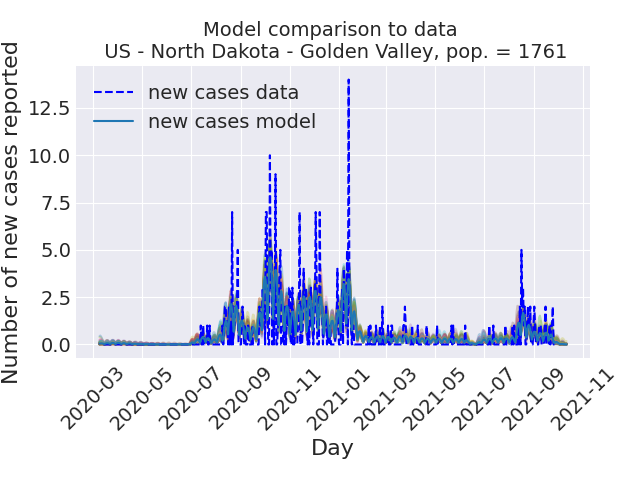 Model comparison to data
US - North Dakota - Golden Valley, pop. = 1761
Number of new cases reported
12.5
10.0
7.5
5.0
2.5
0.0
new cases data
new cases model
2020-03
2020-05
2020-07
2020-09
2020-11
2021-01
2021-03
2021-05
2021-07
2021-09
2021-11
Day